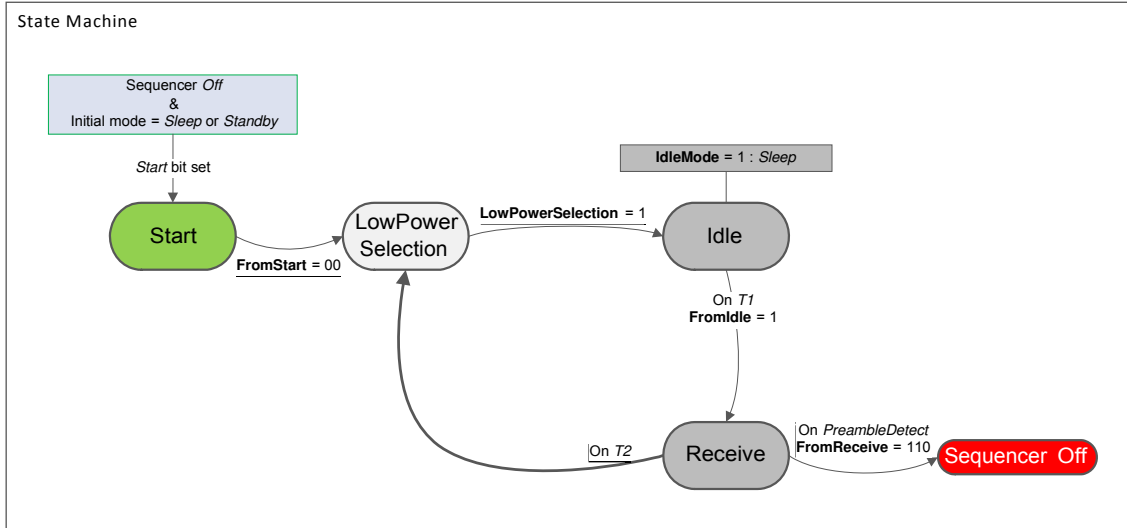 State Machine
Sequencer Off
&
Initial mode = Sleep or Standby
Start bit set
IdleMode = 1 : Sleep
Start
FromStart = 00
LowPower
Selection
LowPowerSelection = 1
Idle
On T1
FromIdle = 1
On T2
Receive
On PreambleDetect
FromReceive = 110
Sequencer Off